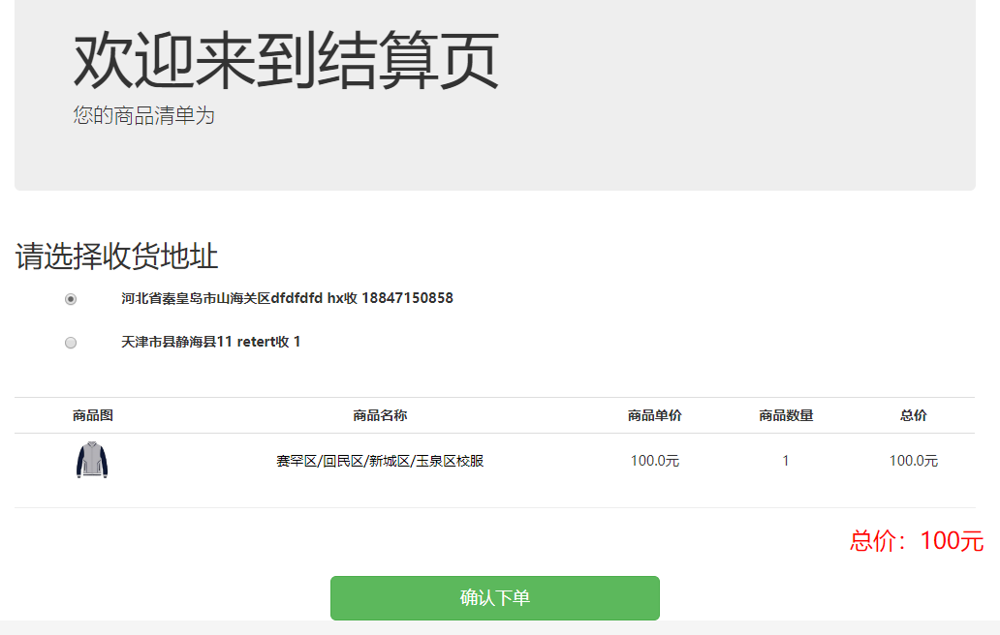 欢迎来到结算页
您的商品清单为
请选择收货地址
河北省秦皇岛市山海关区dfdfdfd hx收 18847150858
天津市县静海县11 retert收 1
商品图 商品名称 商品单价 商品数量 总价
赛罕区/回民区/新城区/玉泉区校服 100.0元 1 100.0元
总价：100元
确认下单